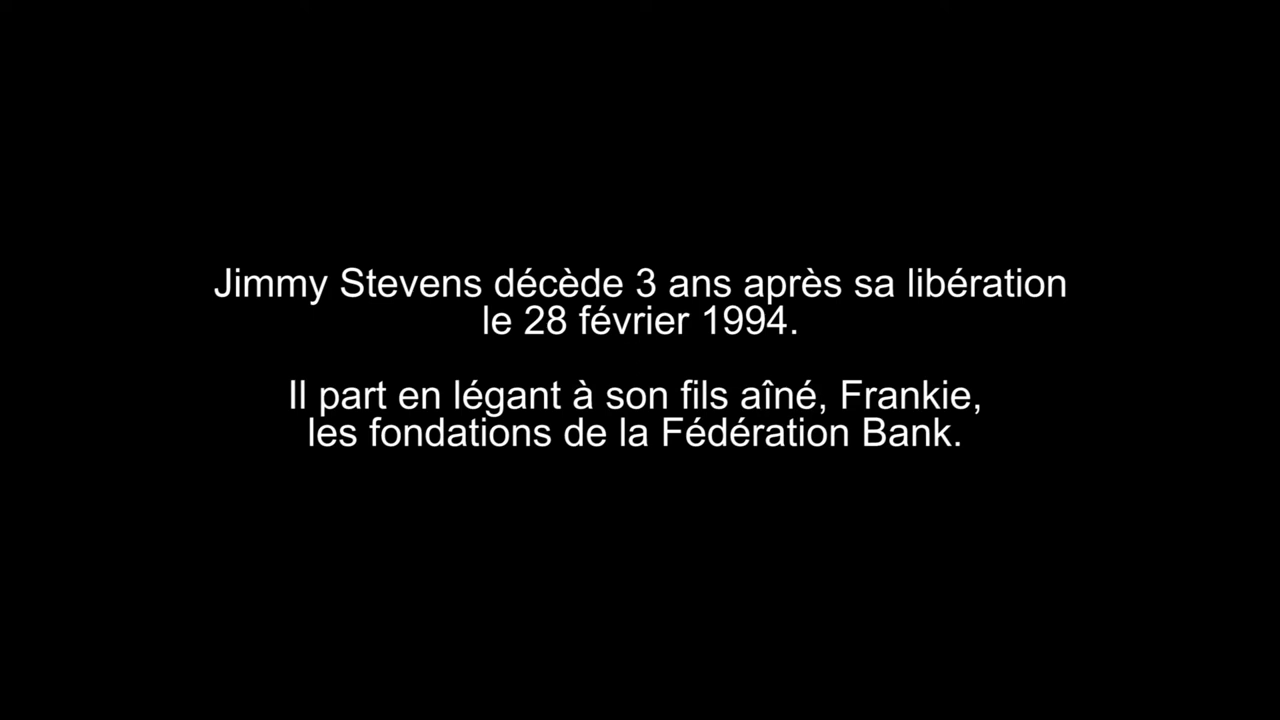 Jimmy Stevens décède 3 ans après sa libération
le 28 février 1994.
Il part en légant à son fils aîné, Frankie,
les fondations de la Fédération Bank.